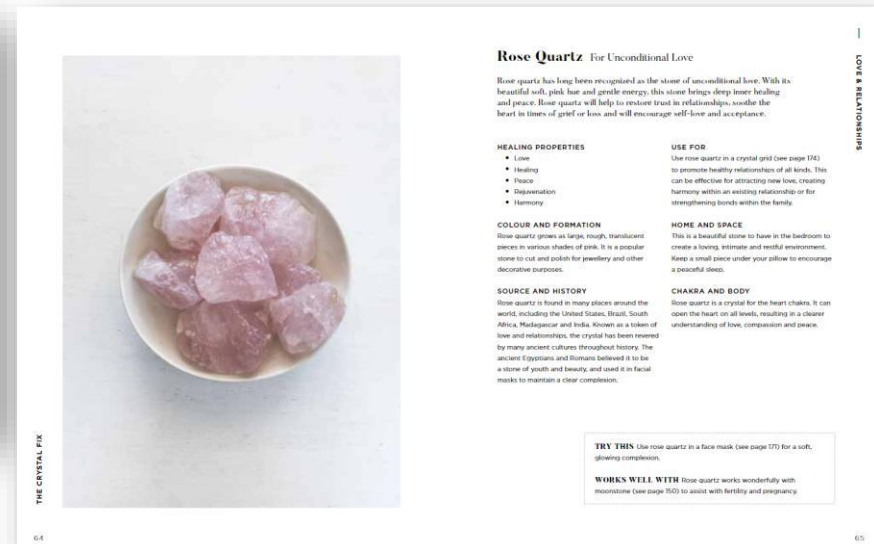 THE CRYSTAL FIX
64
Rose Quartz For Unconditional Love
Rose quartz has long been recognized as the stone of unconditional love. With its
beautiful soft, pink hue and gentle energy, this stone brings deep inner healing
and peace. Rose quartz will help to restore trust in relationships, soothe the
heart in times of grief or loss and will encourage self-love and acceptance.
HEALING PROPERTIES
• Love
• Healing
• Peace
• Rejuvenation
• Harmony
COLOUR AND FORMATION
Rose quartz grows as large, rough, translucent
pieces in various shades of pink. It is a popular
stone to cut and polish for jewellery and other
decorative purposes.
SOURCE AND HISTORY
Rose quartz is found in many places around the
world, including the United States, Brazil, South
Africa, Madagascar and India. Known as a token of
love and relationships, the crystal has been revered
by many ancient cultures throughout history. The
ancient Egyptians and Romans believed it to be
a stone of youth and beauty, and used it in facial
masks to maintain a clear complexion.
USE FOR
Use rose quartz in a crystal grid (see page 174)
to promote healthy relationships of all kinds. This
can be effective for attracting new love, creating
harmony within an existing relationship or for
strengthening bonds within the family.
HOME AND SPACE
This is a beautiful stone to have in the bedroom to
create a loving, intimate and restful environment.
Keep a small piece under your pillow to encourage
a peaceful sleep.
CHAKRA AND BODY
Rose quartz is a crystal for the heart chakra. It can
open the heart on all levels, resulting in a clearer
understanding of love, compassion and peace.
TRY THIS Use rose quartz in a face mask (see page 171) for a soft,
glowing complexion.
WORKS WELL WITH Rose quartz works wonderfully with
moonstone (see page 150) to assist with fertility and pregnancy.
LOVE & RELATIONSHIPS
65